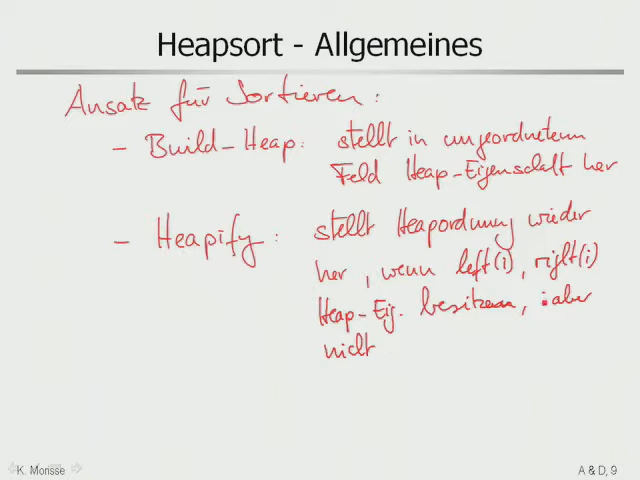 Heapsort - Allgemeines
Ansatz für Sortieren :
- Build-Heap : stellt in ungeordnetem
Feld Heap-Eigenschaft her
- Heapify : stellt Heapordnung wieder
her, wenn left(i), right(i)
Heap-Eig. besitzen, i aber
nicht
K. Morisse
A & D, 9